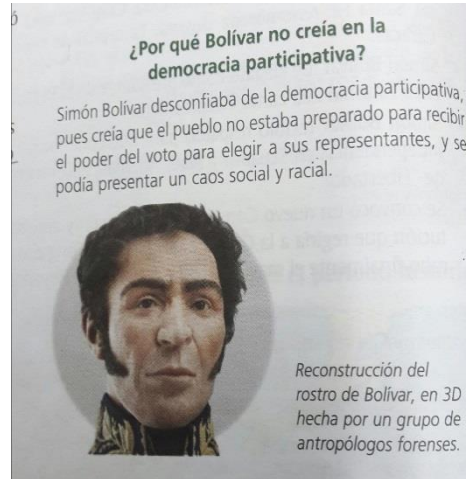 ó
¿Por qué Bolívar no creía en la
democracia participativa?
Simón Bolívar desconfiaba de la democracia participativa,
pues creía que el pueblo no estaba preparado para recibir
el poder del voto para elegir a sus representantes, y se
podía presentar un caos social y racial.
Reconstrucción del
rostro de Bolívar, en 3D
hecha por un grupo de
antropólogos forenses.